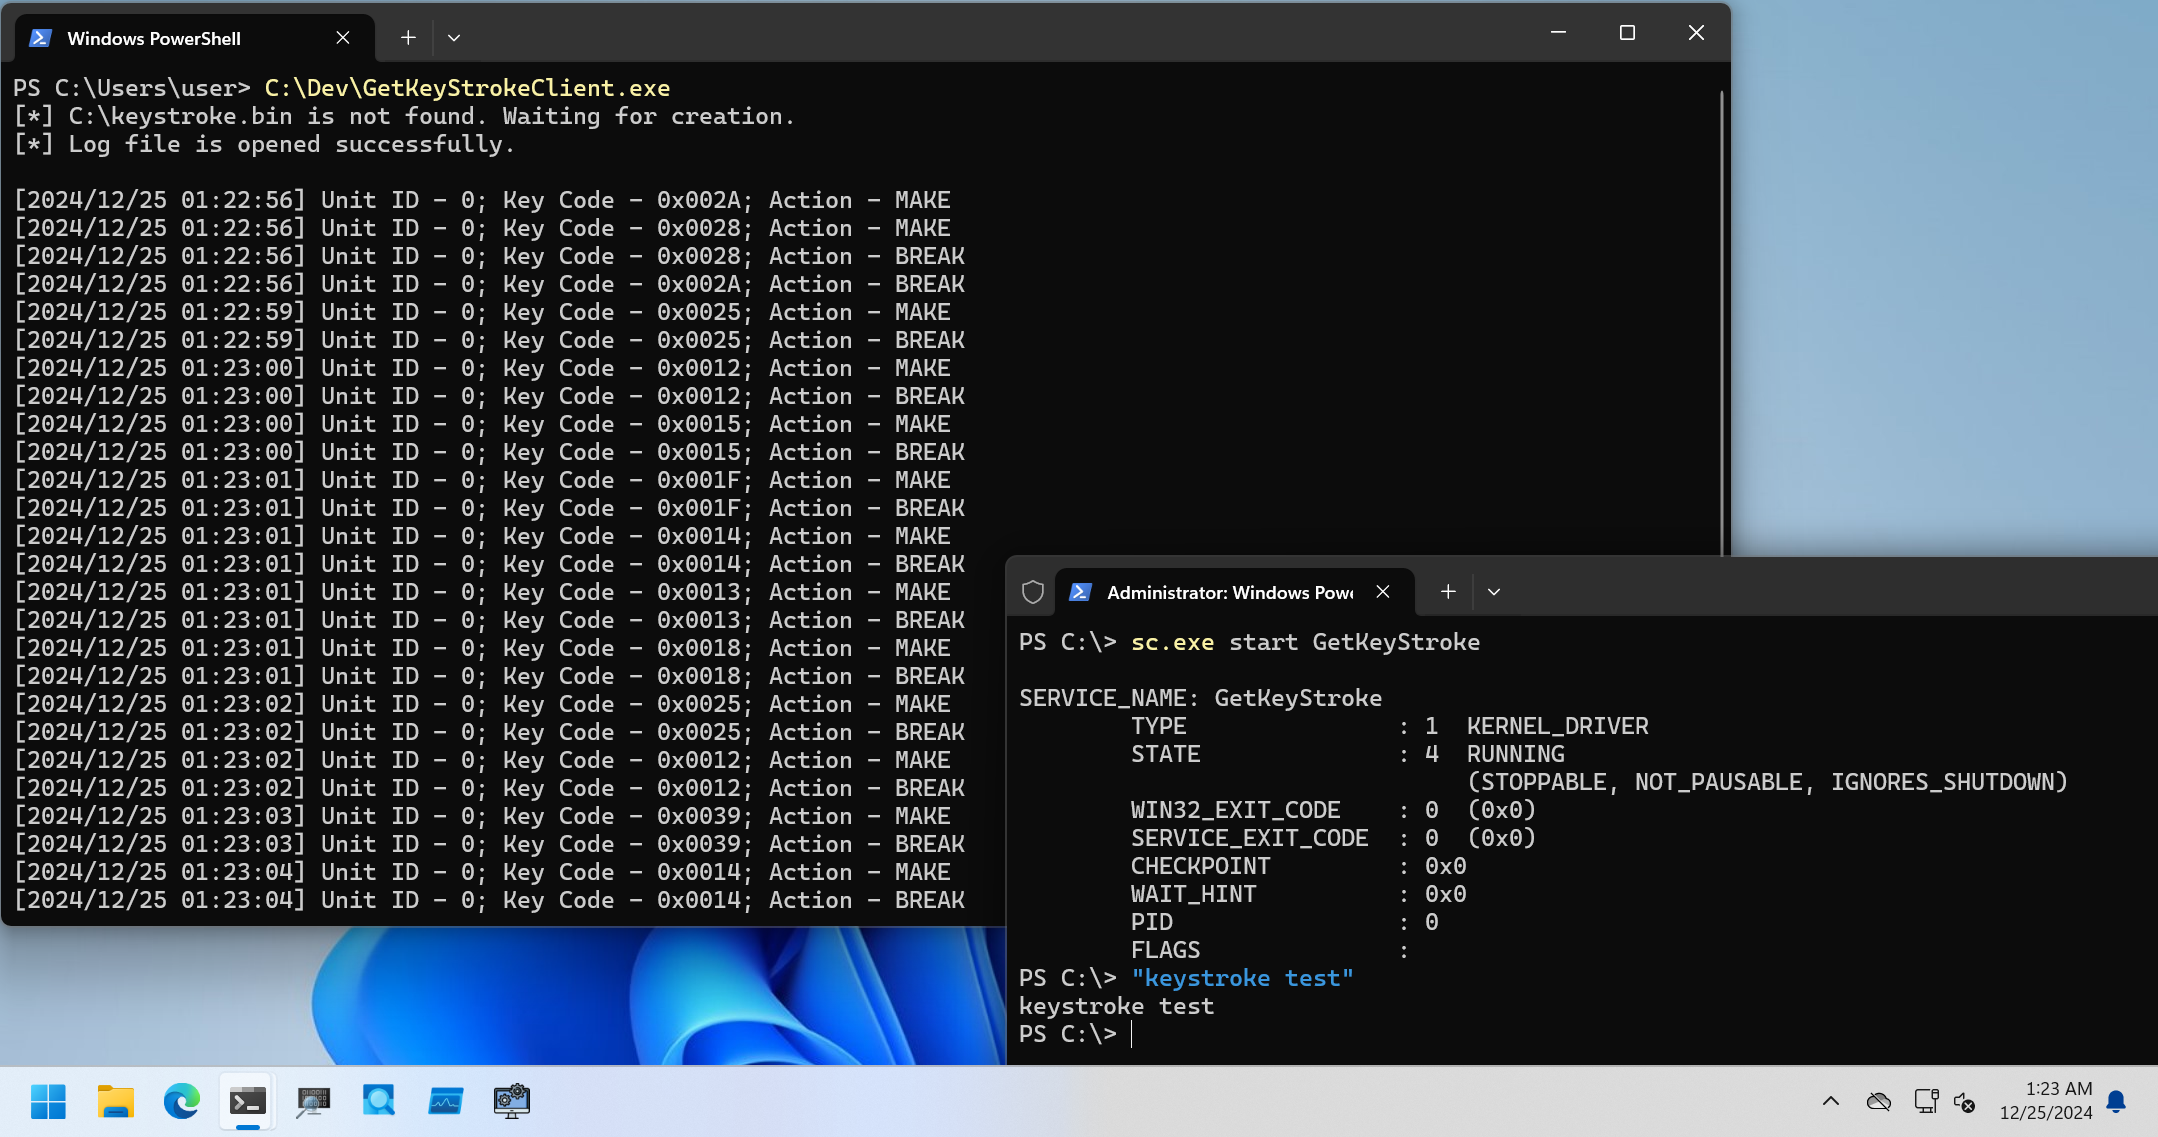 Windows PowerShell
PS C:\Users\user> C:\Dev\GetKeyStrokeClient.exe
[*] C:\keystroke.bin is not found. Waiting for creation.
[*] Log file is opened successfully.
[2024/12/25 01:22:56] Unit ID - 0; Key Code - 0x002A; Action - MAKE
[2024/12/25 01:22:56] Unit ID - 0; Key Code - 0x0028; Action - MAKE
[2024/12/25 01:22:56] Unit ID - 0; Key Code - 0x0028; Action - BREAK
[2024/12/25 01:22:56] Unit ID - 0; Key Code - 0x002A; Action - BREAK
[2024/12/25 01:22:59] Unit ID - 0; Key Code - 0x0025; Action - MAKE
[2024/12/25 01:22:59] Unit ID - 0; Key Code - 0x0025; Action - BREAK
[2024/12/25 01:23:00] Unit ID - 0; Key Code - 0x0012; Action - MAKE
[2024/12/25 01:23:00] Unit ID - 0; Key Code - 0x0012; Action - BREAK
[2024/12/25 01:23:00] Unit ID - 0; Key Code - 0x0015; Action - MAKE
[2024/12/25 01:23:00] Unit ID - 0; Key Code - 0x0015; Action - BREAK
[2024/12/25 01:23:01] Unit ID - 0; Key Code - 0x001F; Action - MAKE
[2024/12/25 01:23:01] Unit ID - 0; Key Code - 0x001F; Action - BREAK
[2024/12/25 01:23:01] Unit ID - 0; Key Code - 0x0014; Action - MAKE
[2024/12/25 01:23:01] Unit ID - 0; Key Code - 0x0014; Action - BREAK
[2024/12/25 01:23:01] Unit ID - 0; Key Code - 0x0013; Action - MAKE
[2024/12/25 01:23:01] Unit ID - 0; Key Code - 0x0013; Action - BREAK
[2024/12/25 01:23:01] Unit ID - 0; Key Code - 0x0018; Action - MAKE
[2024/12/25 01:23:01] Unit ID - 0; Key Code - 0x0018; Action - BREAK
[2024/12/25 01:23:02] Unit ID - 0; Key Code - 0x0025; Action - MAKE
[2024/12/25 01:23:02] Unit ID - 0; Key Code - 0x0025; Action - BREAK
[2024/12/25 01:23:02] Unit ID - 0; Key Code - 0x0012; Action - MAKE
[2024/12/25 01:23:02] Unit ID - 0; Key Code - 0x0012; Action - BREAK
[2024/12/25 01:23:03] Unit ID - 0; Key Code - 0x0039; Action - MAKE
[2024/12/25 01:23:03] Unit ID - 0; Key Code - 0x0039; Action - BREAK
[2024/12/25 01:23:04] Unit ID - 0; Key Code - 0x0014; Action - MAKE
[2024/12/25 01:23:04] Unit ID - 0; Key Code - 0x0014; Action - BREAK
Administrator: Windows Powe
PS C:\> sc.exe start GetKeyStroke
SERVICE_NAME: GetKeyStroke
TYPE : 1 KERNEL_DRIVER
STATE : 4 RUNNING
(STOPPABLE, NOT_PAUSABLE, IGNORES_SHUTDOWN)
WIN32_EXIT_CODE : 0 (0x0)
SERVICE_EXIT_CODE : 0 (0x0)
CHECKPOINT : 0x0
WAIT_HINT : 0x0
PID : 0
FLAGS :
PS C:\> "keystroke test"
keystroke test
PS C:\>
1:23 AM
12/25/2024